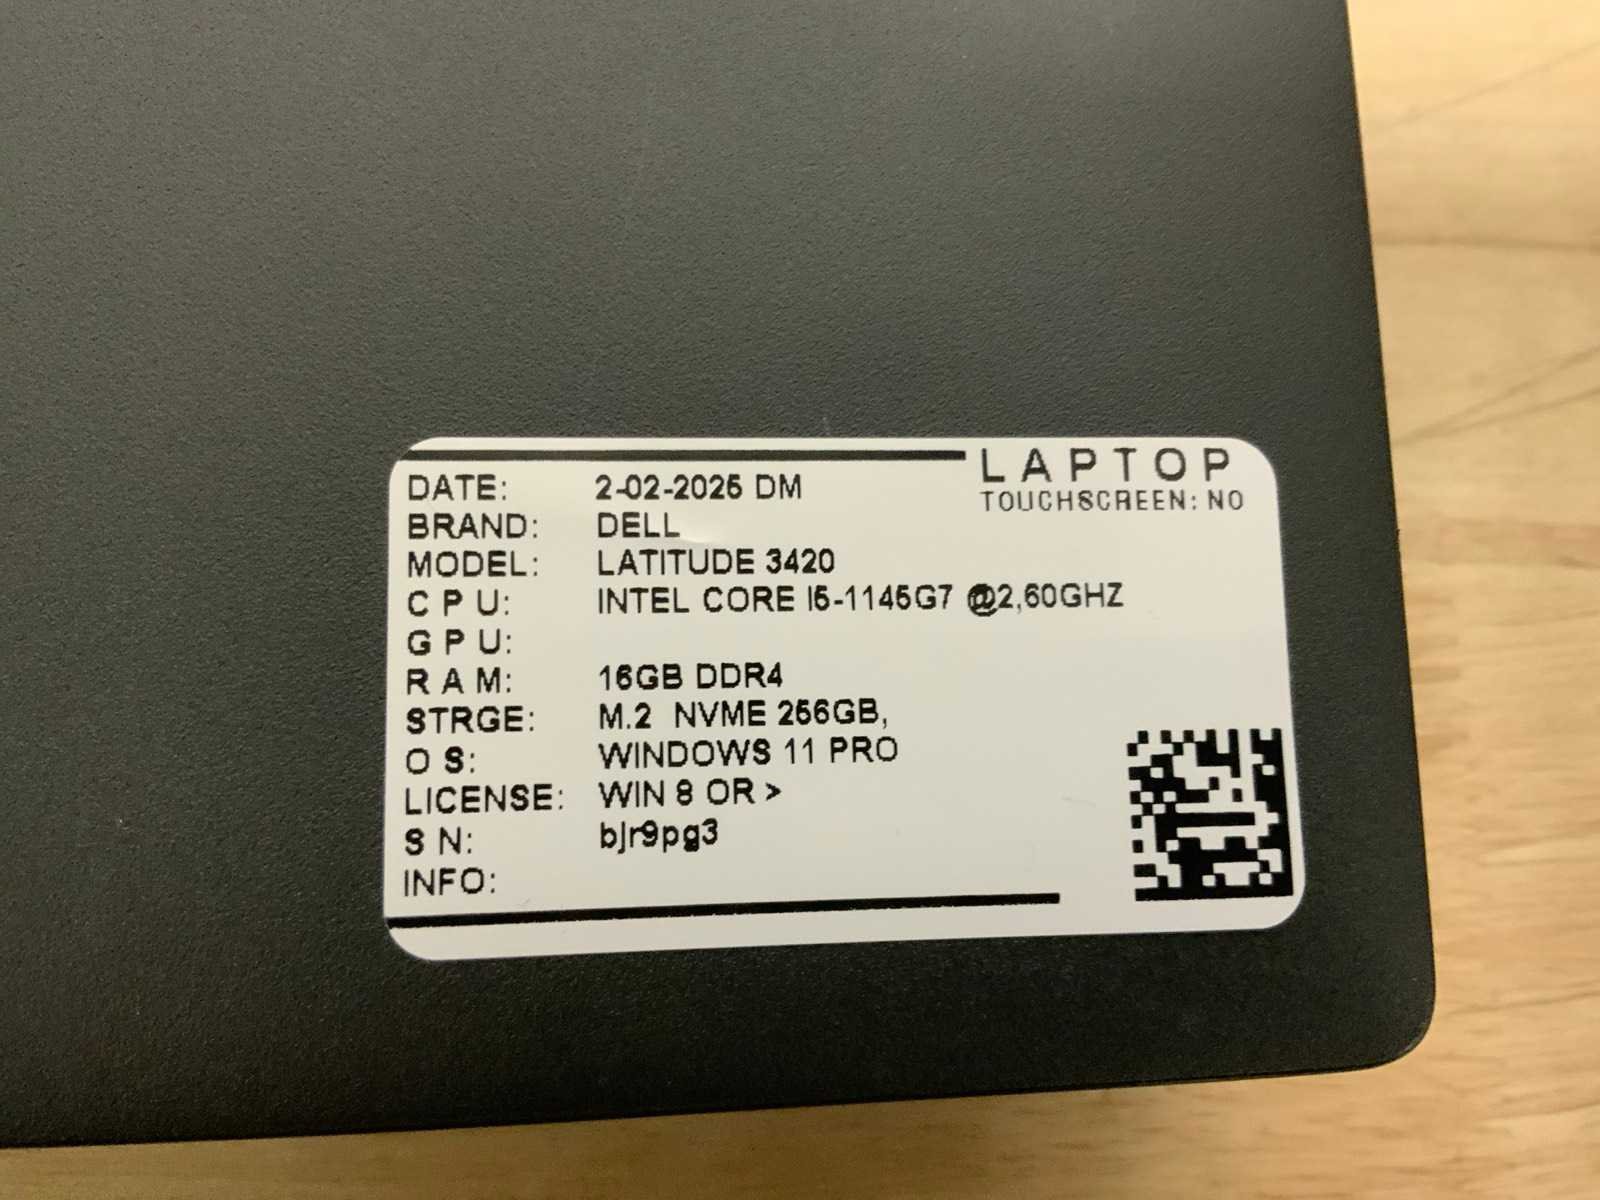 LAPTOP
TOUCHSCREEN: NO
DATE: 2-02-2025 DM
BRAND: DELL
MODEL: LATITUDE 3420
C P U: INTEL CORE I5-1145G7 @2,60GHZ
G P U:
R A M: 16GB DDR4
STRGE: M.2 NVME 256GB,
O S: WINDOWS 11 PRO
LICENSE: WIN 8 OR >
S N: bjr9pg3
INFO: